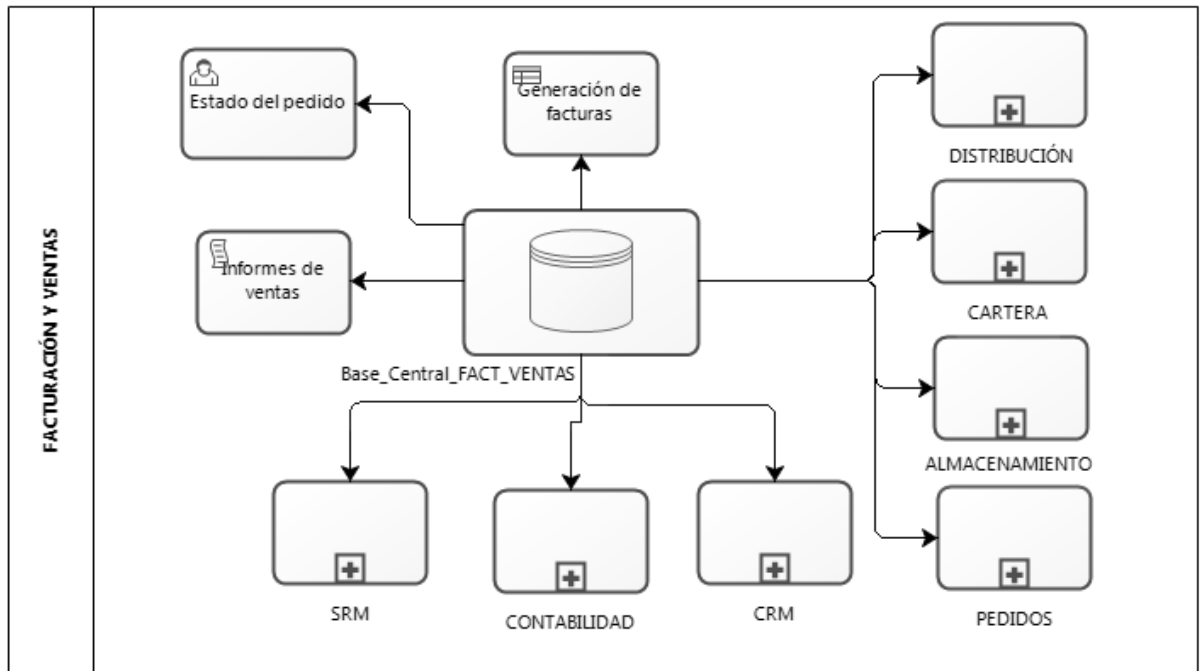 FACTURACIÓN Y VENTAS
Estado del pedido
Generación de
facturas
DISTRIBUCIÓN
Informes de
ventas
CARTERA
Base_Central_FACT_VENTAS
ALMACENAMIENTO
SRM
CONTABILIDAD
CRM
PEDIDOS